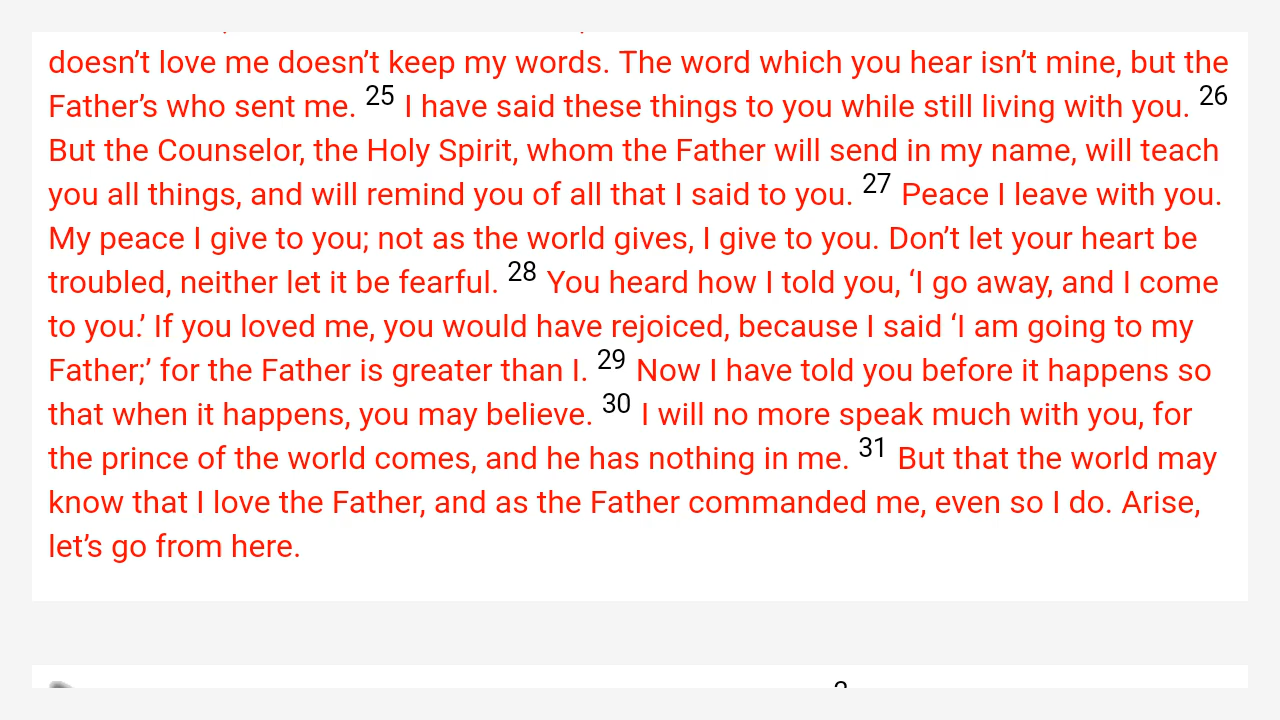 doesn’t love me doesn’t keep my words. The word which you hear isn’t mine, but the
Father’s who sent me. 25 I have said these things to you while still living with you. 26
But the Counselor, the Holy Spirit, whom the Father will send in my name, will teach
you all things, and will remind you of all that I said to you. 27 Peace I leave with you.
My peace I give to you; not as the world gives, I give to you. Don’t let your heart be
troubled, neither let it be fearful. 28 You heard how I told you, ‘I go away, and I come
to you.’ If you loved me, you would have rejoiced, because I said ‘I am going to my
Father;’ for the Father is greater than I. 29 Now I have told you before it happens so
that when it happens, you may believe. 30 I will no more speak much with you, for
the prince of the world comes, and he has nothing in me. 31 But that the world may
know that I love the Father, and as the Father commanded me, even so I do. Arise,
let’s go from here.